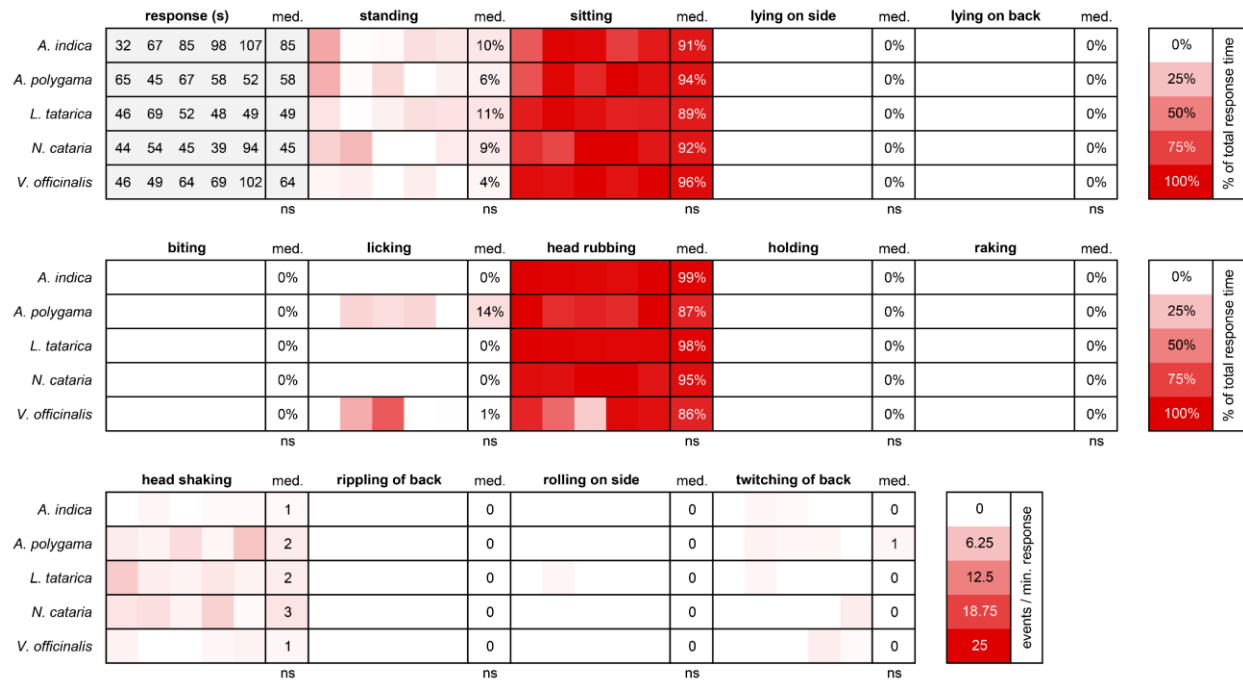 response (s) med. standing med. sitting med. lying on side med. lying on back med.
A. indica 32 67 85 98 107 85 10% 91% 0% 0% 0%
A. polygama 65 45 67 58 52 58 6% 94% 0% 0% 25%
L. tatarica 46 69 52 48 49 49 11% 89% 0% 0% 50%
N. cataria 44 54 45 39 94 45 9% 92% 0% 0% 75%
V. officinalis 46 49 64 69 102 64 4% 96% 0% 0% 100%
% of total response time
ns ns ns ns ns
biting med. licking med. head rubbing med. holding med. raking med.
A. indica 0% 0% 99% 0% 0% 0%
A. polygama 0% 14% 87% 0% 0% 25%
L. tatarica 0% 0% 98% 0% 0% 50%
N. cataria 0% 0% 95% 0% 0% 75%
V. officinalis 0% 1% 86% 0% 0% 100%
% of total response time
ns ns ns ns ns
head shaking med. rippling of back med. rolling on side med. twitching of back med.
A. indica 1 0 0 0 0
A. polygama 2 0 0 1 6.25
L. tatarica 2 0 0 0 12.5
N. cataria 3 0 0 0 18.75
V. officinalis 1 0 0 0 25
events / min. response
ns ns ns ns